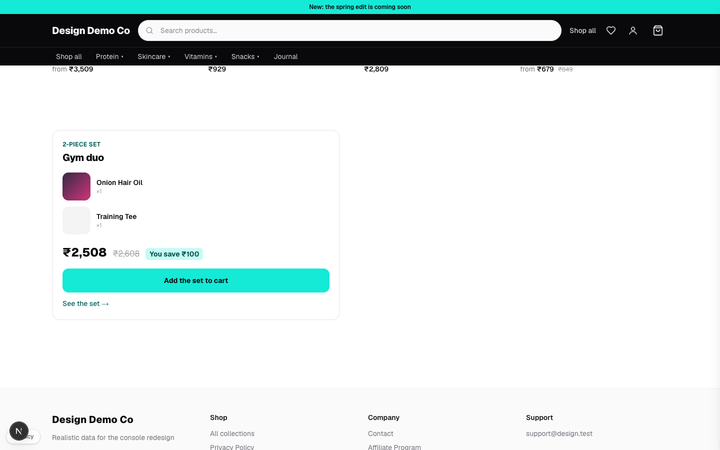 New: the spring edit is coming soon
Design Demo Co
Search products...
Shop all
Shop all
Protein
Skincare
Vitamins
Snacks
Journal
from ₹3,509
₹929
₹2,809
from ₹679 ₹849
2-PIECE SET
Gym duo
Onion Hair Oil
×1
Training Tee
×1
₹2,508 ₹2,608 You save ₹100
Add the set to cart
See the set →
Design Demo Co
Realistic data for the console redesign
Shop
All collections
Privacy Policy
Company
Contact
Affiliate Program
Support
support@design.test
N